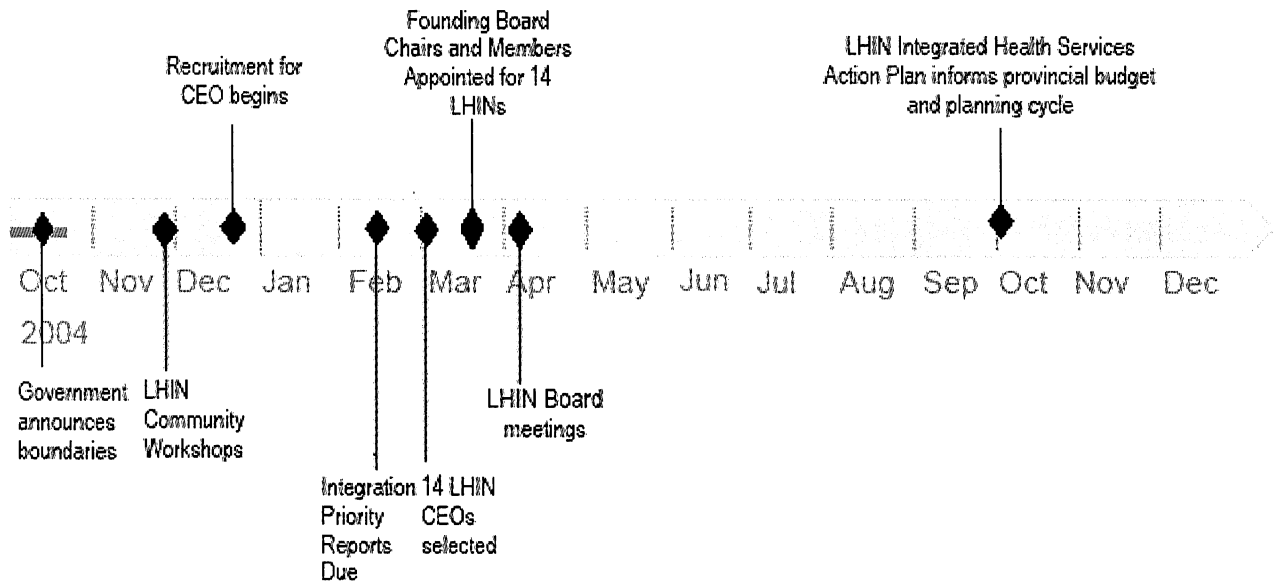 Founding Board
Chairs and Members
Appointed for 14
LHINs
Recruitment for
CEO begins
LHIN Integrated Health Services
Action Plan informs provincial budget
and planning cycle
Oct Nov Dec Jan Feb Mar Apr May Jun Jul Aug Sep Oct Nov Dec
2004
Government
announces
boundaries
LHIN
Community
Workshops
LHIN Board
meetings
Integration
Priority
Reports
Due
14 LHIN
CEOs
selected